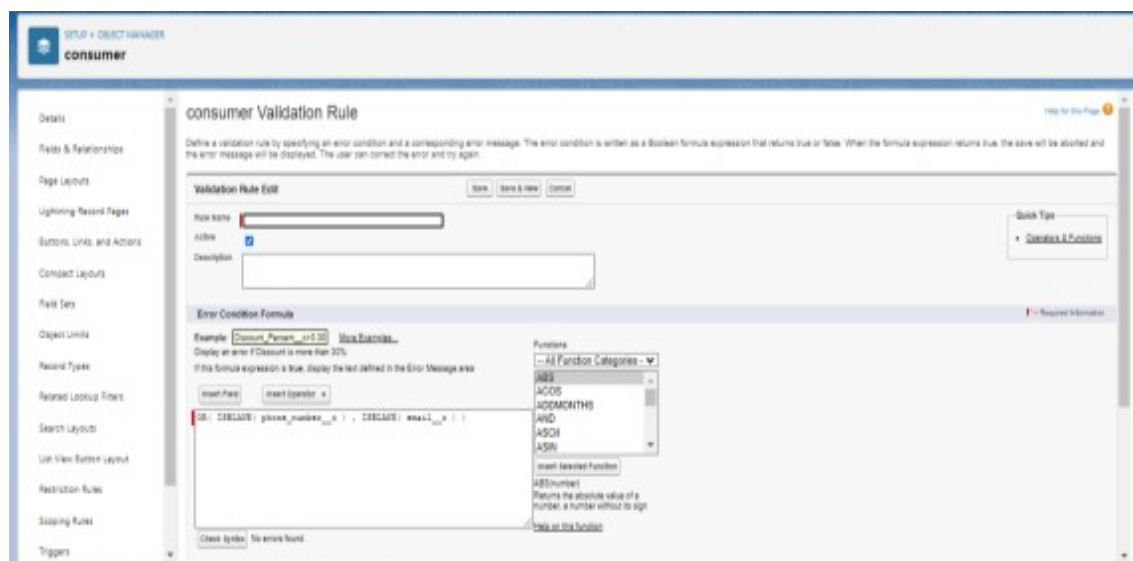 SETUP > OBJECT MANAGER
consumer
Details
Fields & Relationships
Page Layouts
Lightning Record Pages
Buttons, Links, and Actions
Compact Layouts
Field Sets
Object Limits
Record Types
Related Lookup Filters
Search Layouts
List View Button Layout
Restriction Rules
Scoping Rules
Triggers
consumer Validation Rule
Help for this Page
Define a validation rule by specifying an error condition and a corresponding error message. The error condition is written as a Boolean formula expression that returns true or false. When the formula expression returns true, the save will be aborted and
the error message will be displayed. The user can correct the error and try again.
Validation Rule Edit
Save
Save & New
Cancel
Rule Name
Active
Description
Quick Tips
• Operators & Functions
Error Condition Formula
= Required Information
Example: Discount_Percent__c>0.30 More Examples...
Display an error if Discount is more than 30%
If this formula expression is true, display the text defined in the Error Message area
Insert Field
Insert Operator
OR( ISBLANK( phone_number__c ) , ISBLANK( email__c ) )
Functions
-- All Function Categories --
ABS
ACOS
ADDMONTHS
AND
ASCII
ASIN
Insert Selected Function
ABS(number)
Returns the absolute value of a
number, a number without its sign
Help on this function
Check Syntax No errors found